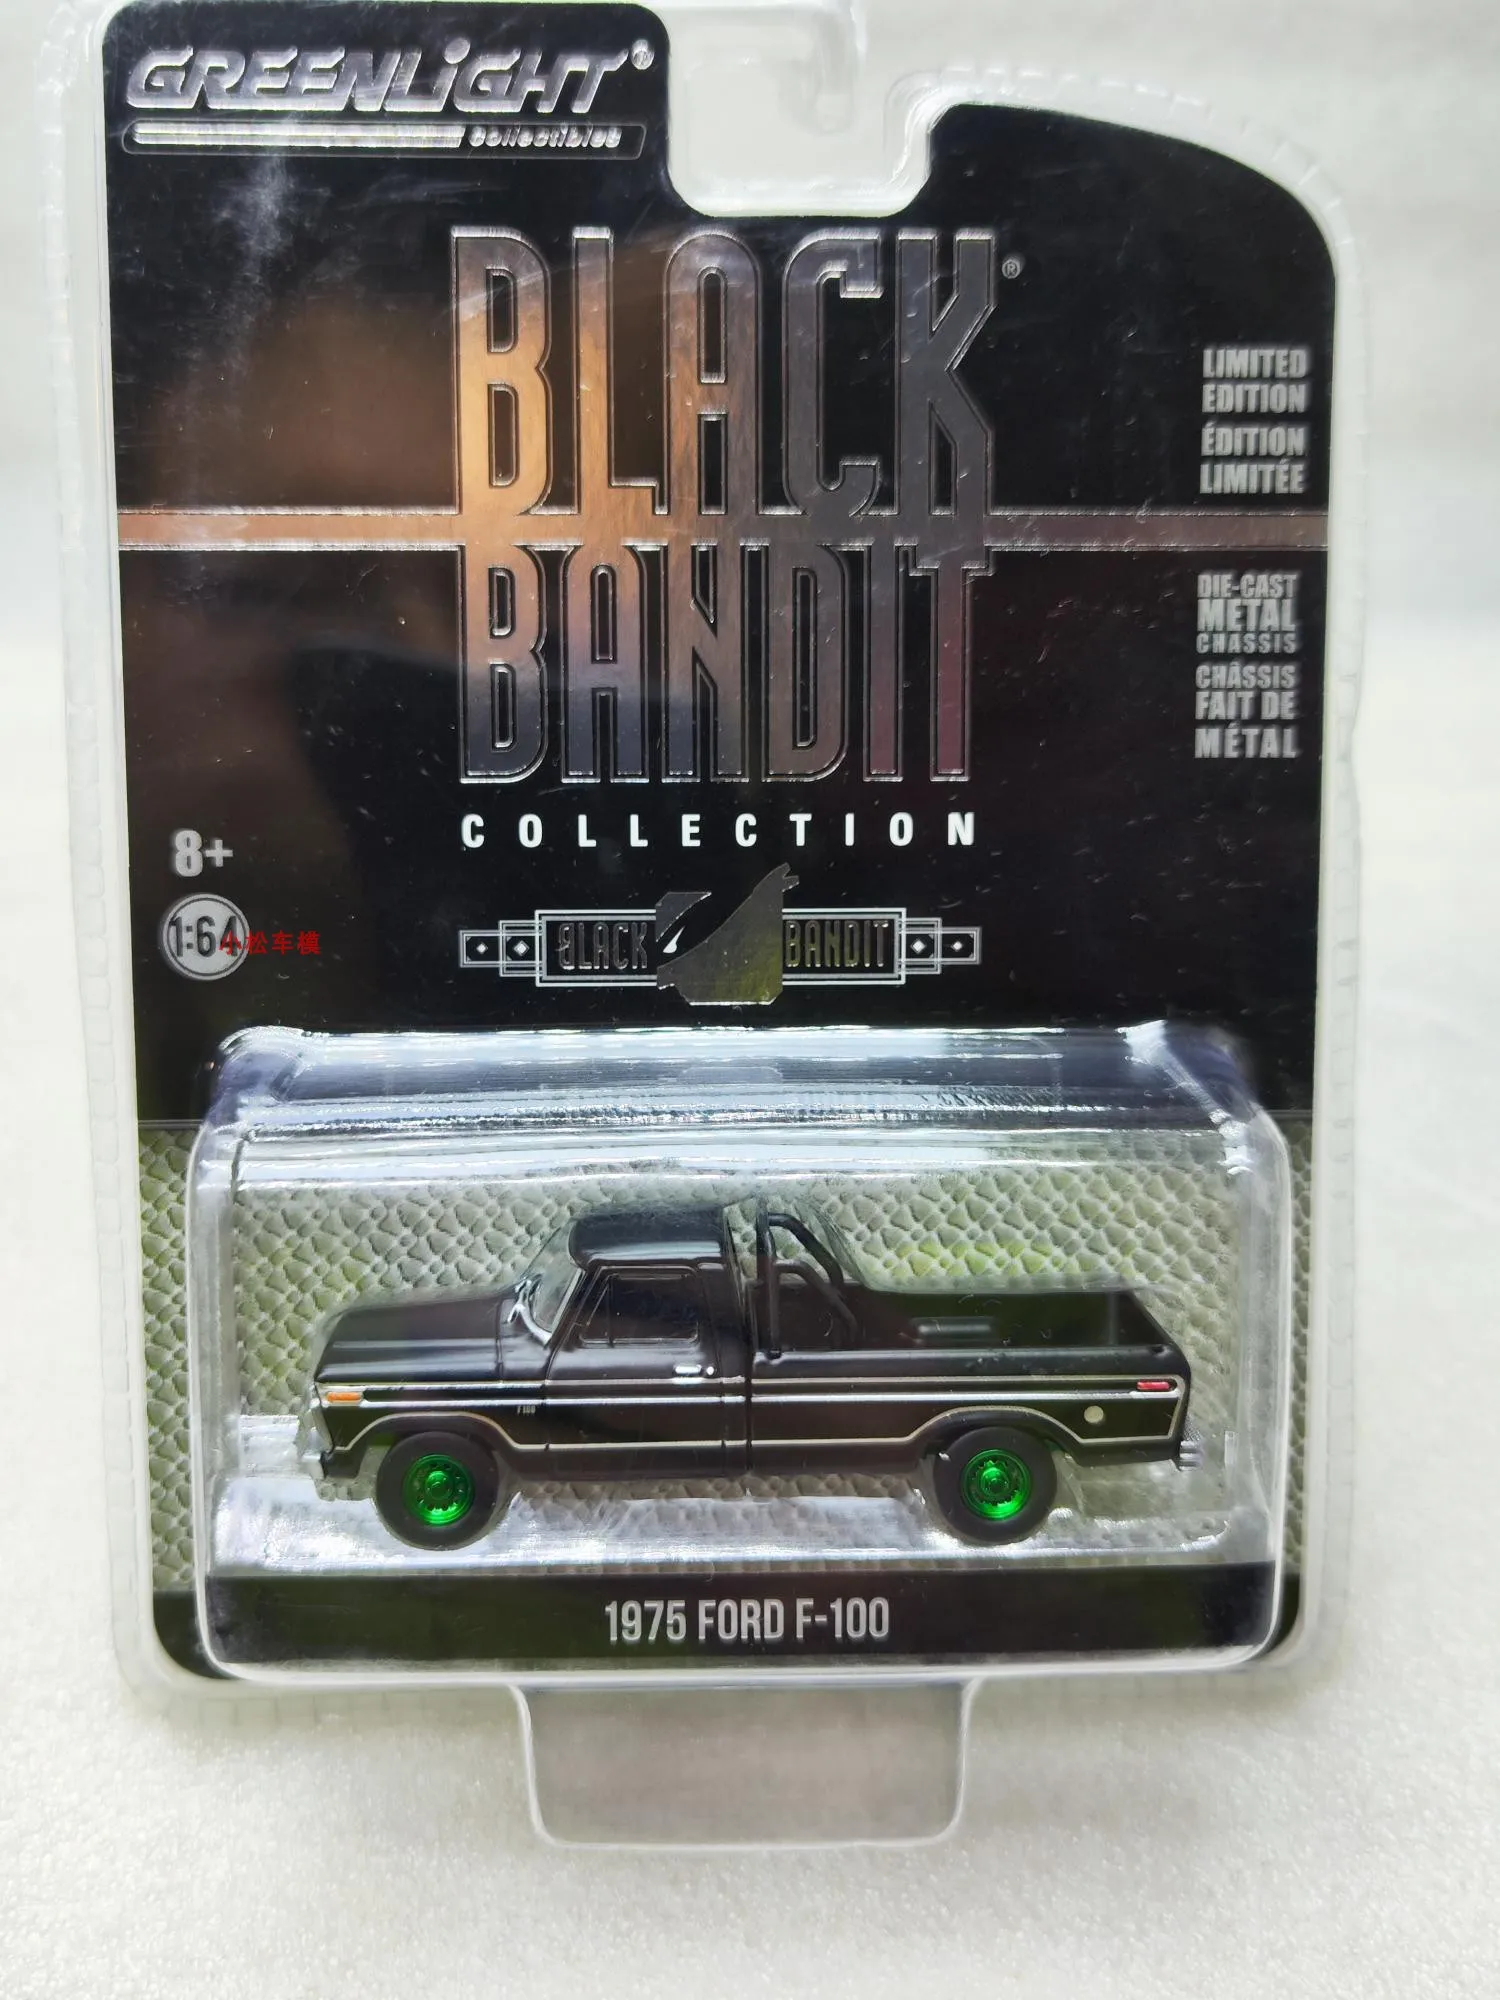 GREENLiGHT®
collectibles
BLACK®
BANDIT
COLLECTION
LIMITED
EDITION
ÉDITION
LIMITÉE
DIE-CAST
METAL
CHASSIS
CHÂSSIS
FAIT DE
MÉTAL
8+
1:64
小松车模
BLACK BANDIT
F100
1975 FORD F-100